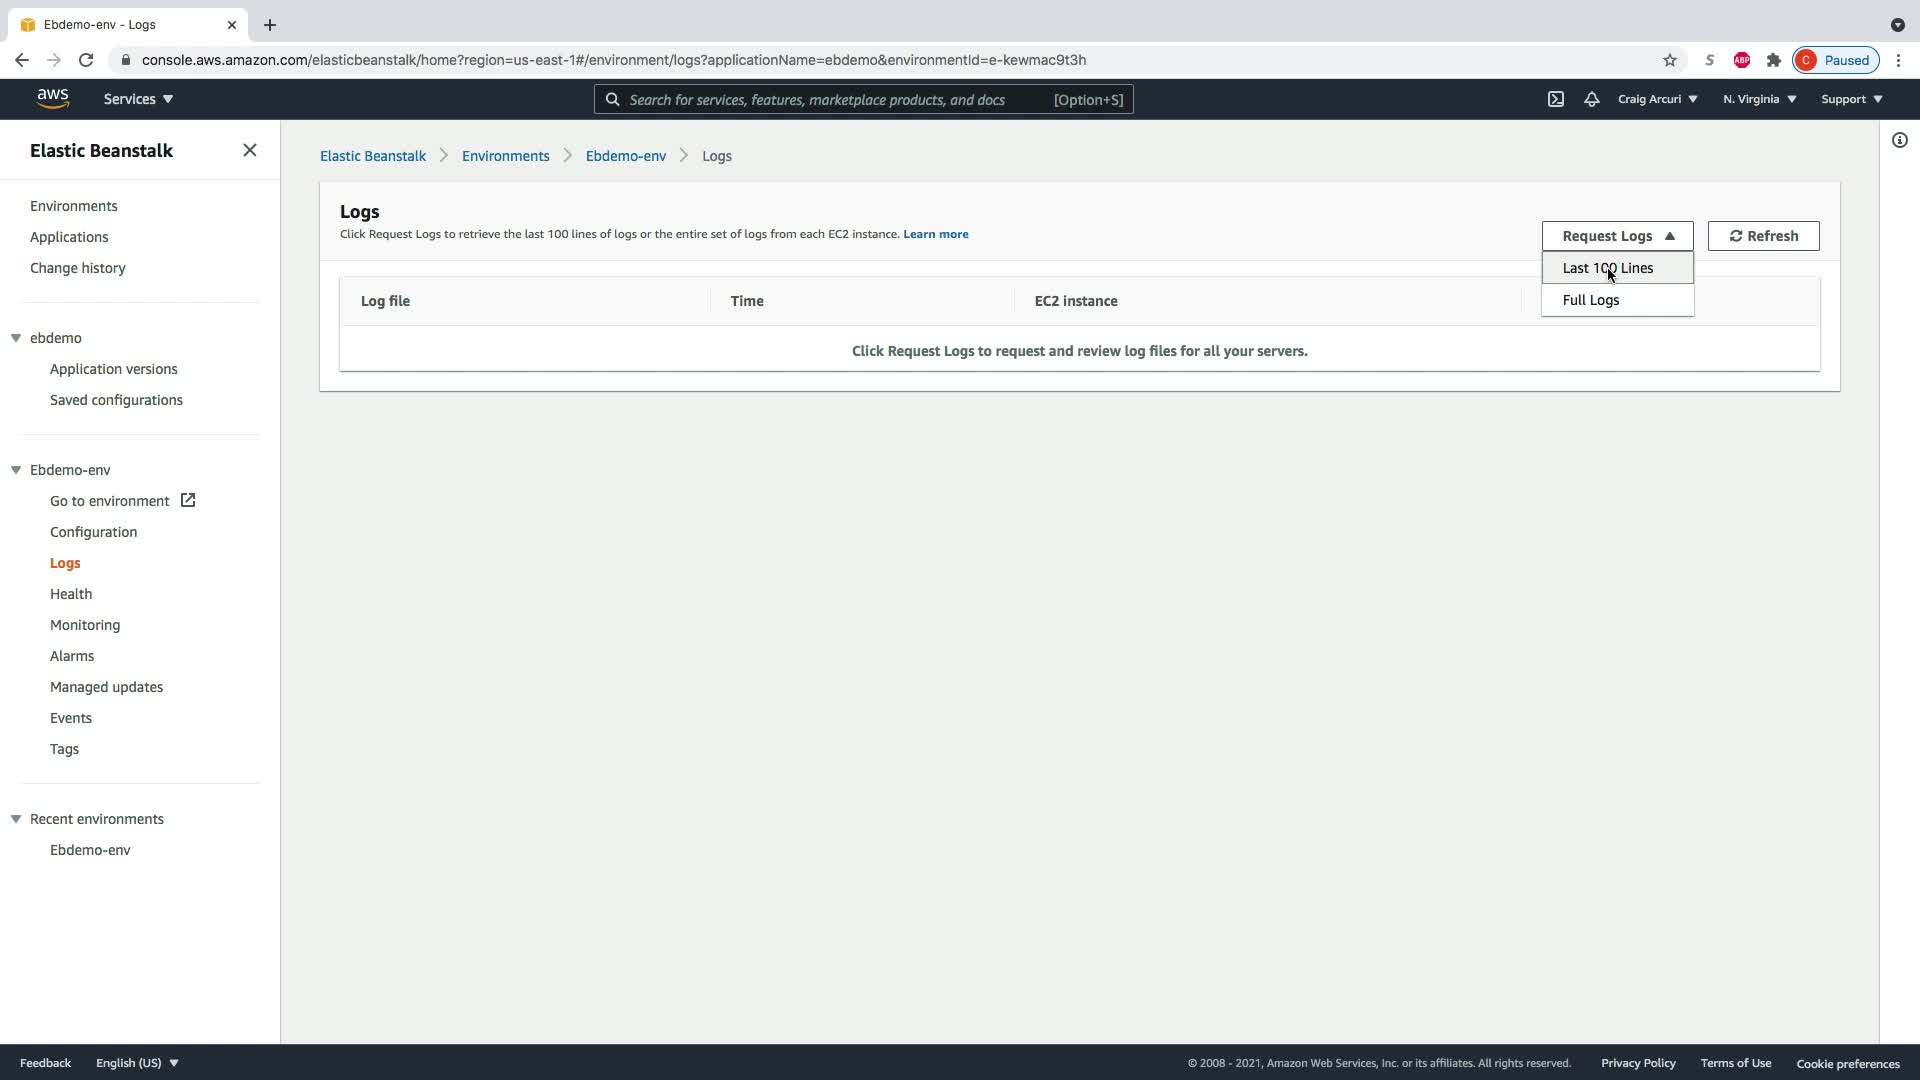 Ebdemo-env - Logs
console.aws.amazon.com/elasticbeanstalk/home?region=us-east-1#/environment/logs?applicationName=ebdemo&environmentId=e-kewmac9t3h
S
ABP
C Paused
aws
Services
Search for services, features, marketplace products, and docs [Option+S]
Craig Arcuri
N. Virginia
Support
Elastic Beanstalk
Environments
Applications
Change history
ebdemo
Application versions
Saved configurations
Ebdemo-env
Go to environment
Configuration
Logs
Health
Monitoring
Alarms
Managed updates
Events
Tags
Recent environments
Ebdemo-env
Elastic Beanstalk Environments Ebdemo-env Logs
Logs
Click Request Logs to retrieve the last 100 lines of logs or the entire set of logs from each EC2 instance. Learn more
Request Logs
Refresh
Last 100 Lines
Full Logs
Log file Time EC2 instance
Click Request Logs to request and review log files for all your servers.
Feedback English (US)
© 2008 - 2021, Amazon Web Services, Inc. or its affiliates. All rights reserved. Privacy Policy Terms of Use Cookie preferences